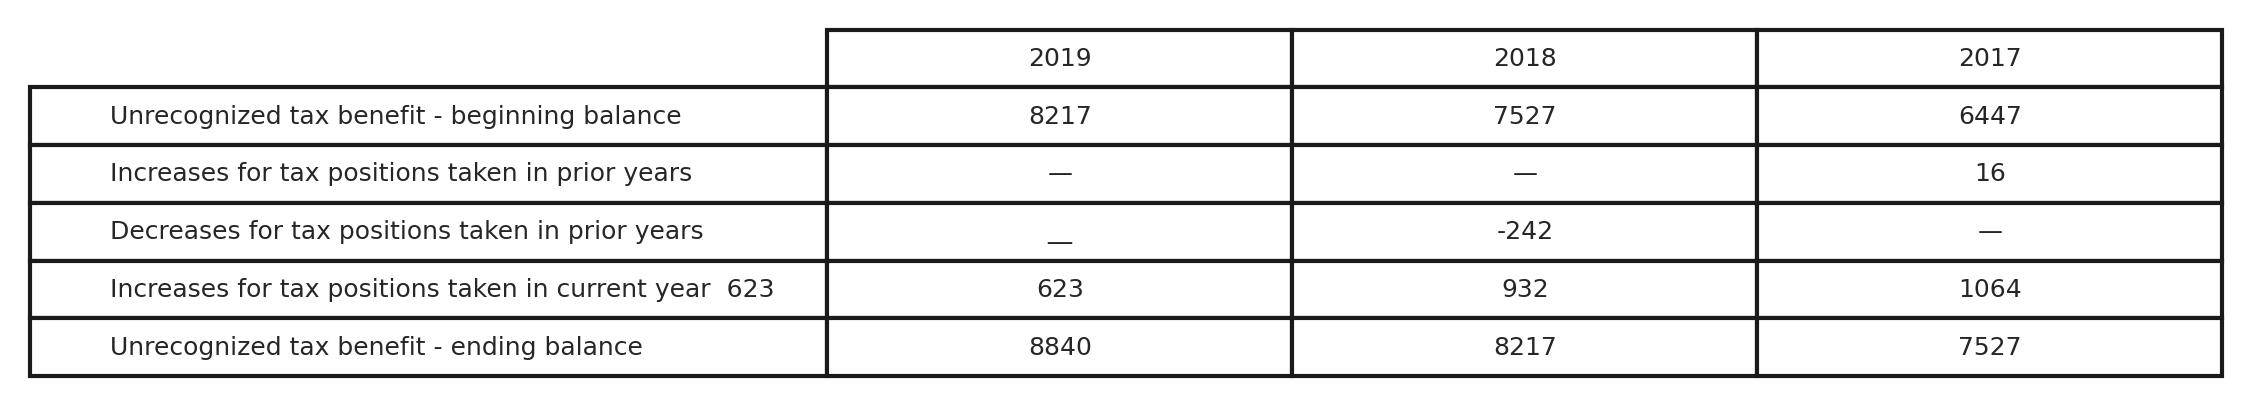 2019 2018 2017
Unrecognized tax benefit - beginning balance 8217 7527 6447
Increases for tax positions taken in prior years — — 16
Decreases for tax positions taken in prior years — -242 —
Increases for tax positions taken in current year  623 623 932 1064
Unrecognized tax benefit - ending balance 8840 8217 7527